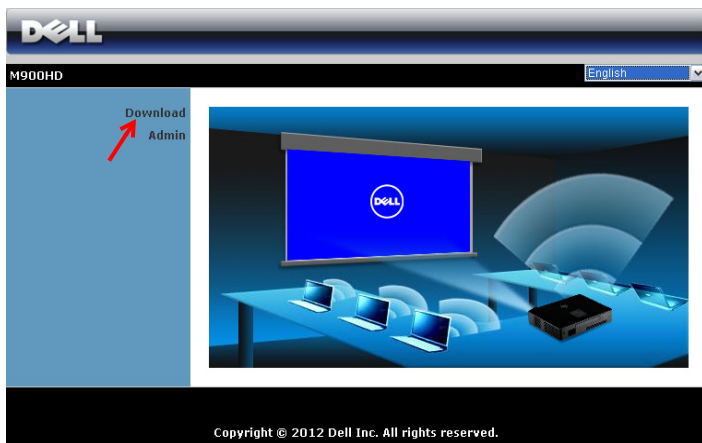 DELL
M900HD
English
Download
Admin
DELL
Copyright © 2012 Dell Inc. All rights reserved.